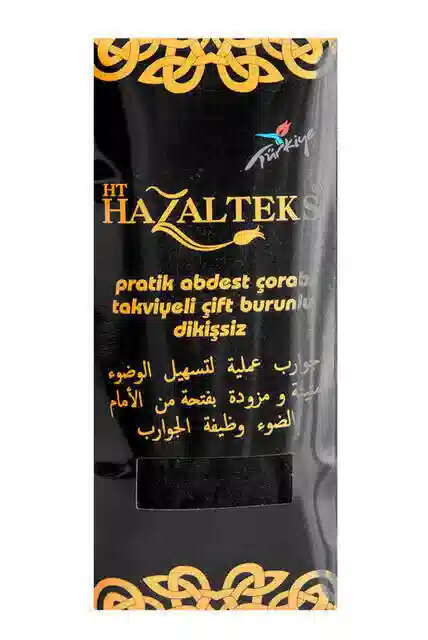 Türkiye
HT
HAZALTEKS
pratik abdest çorabı
takviyeli çift burunlu
dikişsiz
جوارب عملية لتسهيل الوضوء
و مزودة بفتحة من الأمام
الضوء وظيفة الجوارب